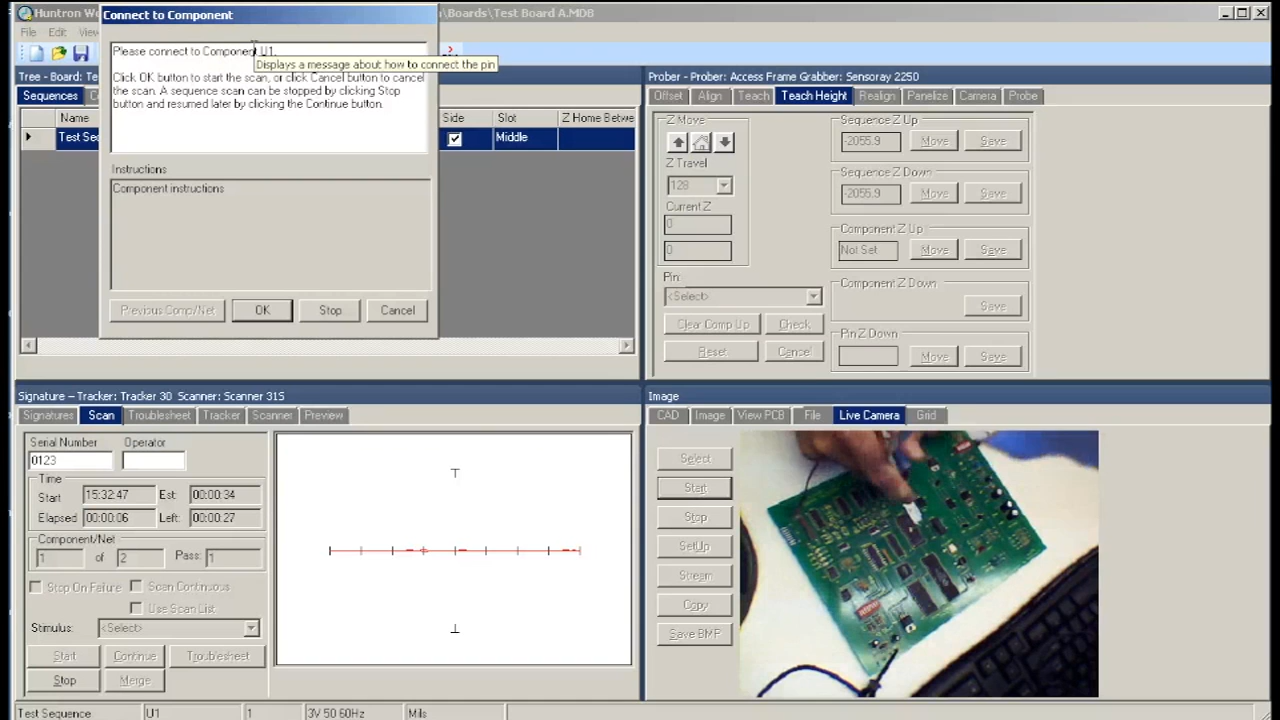 Huntron
\Boards\Test Board A.MDB
Connect to Component
File Edit
Please connect to Component U1.
Displays a message about how to connect the pin
Click OK button to start the scan, or click Cancel button to cancel
the scan. A sequence scan can be stopped by clicking Stop
button and resumed later by clicking the Continue button.
Instructions
Component instructions
Previous Comp/Net OK Stop Cancel
Tree - Board:
Sequences
Name Side Slot Z Home
Middle
Prober - Prober: Access Frame Grabber: Sensoray 2250
Offset Align Teach Teach Height Realign Panelize Camera Probe
Z Move
Z Travel
128
Current Z
0
0
Pin:
<Select>
Clear Comp Up Check
Reset Cancel
Sequence Z Up
-2055.9 Move Save
Sequence Z Down
-2055.9 Move Save
Component Z Up
Not Set Move Save
Component Z Down
Save
Pin Z Down
Move Save
Signature - Tracker: Tracker 30 Scanner: Scanner 31S
Signatures Scan Troublesheet Tracker Scanner Preview
Serial Number Operator
0123
Time
Start 15:32:47 Est: 00:00:34
Elapsed 00:00:06 Left: 00:00:27
Component/Net
1 of 2 Pass: 1
Stop On Failure Scan Continuous
Use Scan List
Stimulus: <Select>
Start Continue Troublesheet
Stop Merge
Image
CAD Image View PCB File Live Camera Grid
Select
Start
Stop
SetUp
Stream
Copy
Save BMP
Test Sequence U1 1 3V 50 60Hz Mils